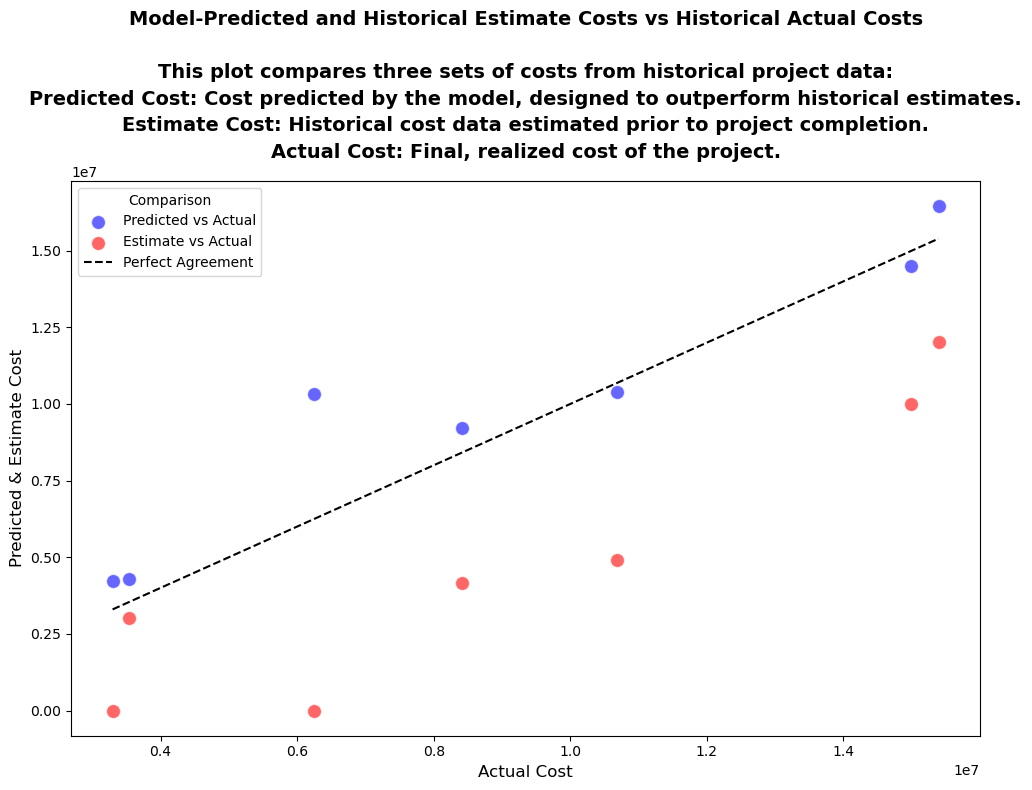 Model-Predicted and Historical Estimate Costs vs Historical Actual Costs
This plot compares three sets of costs from historical project data:
Predicted Cost: Cost predicted by the model, designed to outperform historical estimates.
Estimate Cost: Historical cost data estimated prior to project completion.
Actual Cost: Final, realized cost of the project.
1e7
Comparison
Predicted vs Actual
Estimate vs Actual
Perfect Agreement
1.50
1.25
1.00
0.75
0.50
0.25
0.00
Predicted & Estimate Cost
0.4 0.6 0.8 1.0 1.2 1.4
1e7
Actual Cost